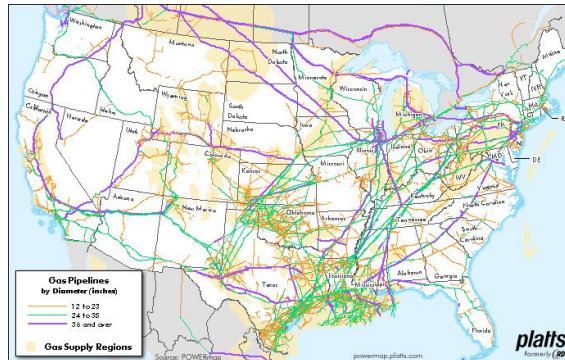 Washington
Montana
North
Dakota
Minnesota
Maine
Oregon
Idaho
Wyoming
South
Dakota
Wisconsin
Michigan
New
York
VT
NH
MA
CT
R
California
Nevada
Utah
Nebraska
Iowa
Illinois
Indiana
Ohio
PA
NJ
MD
DE
Colorado
Kansas
Missouri
WV
Virginia
Kentucky
North Carolina
Tennessee
New Mexico
Oklahoma
Arkansas
South
Carolina
Texas
Louisiana
Mississippi
Alabama
Georgia
Florida
Gas Pipelines
by Diameter (inches)
12 to 23
24 to 35
36 and over
Gas Supply Regions
Source: POWERmap
powermap.platts.com
platts
formerly RDI